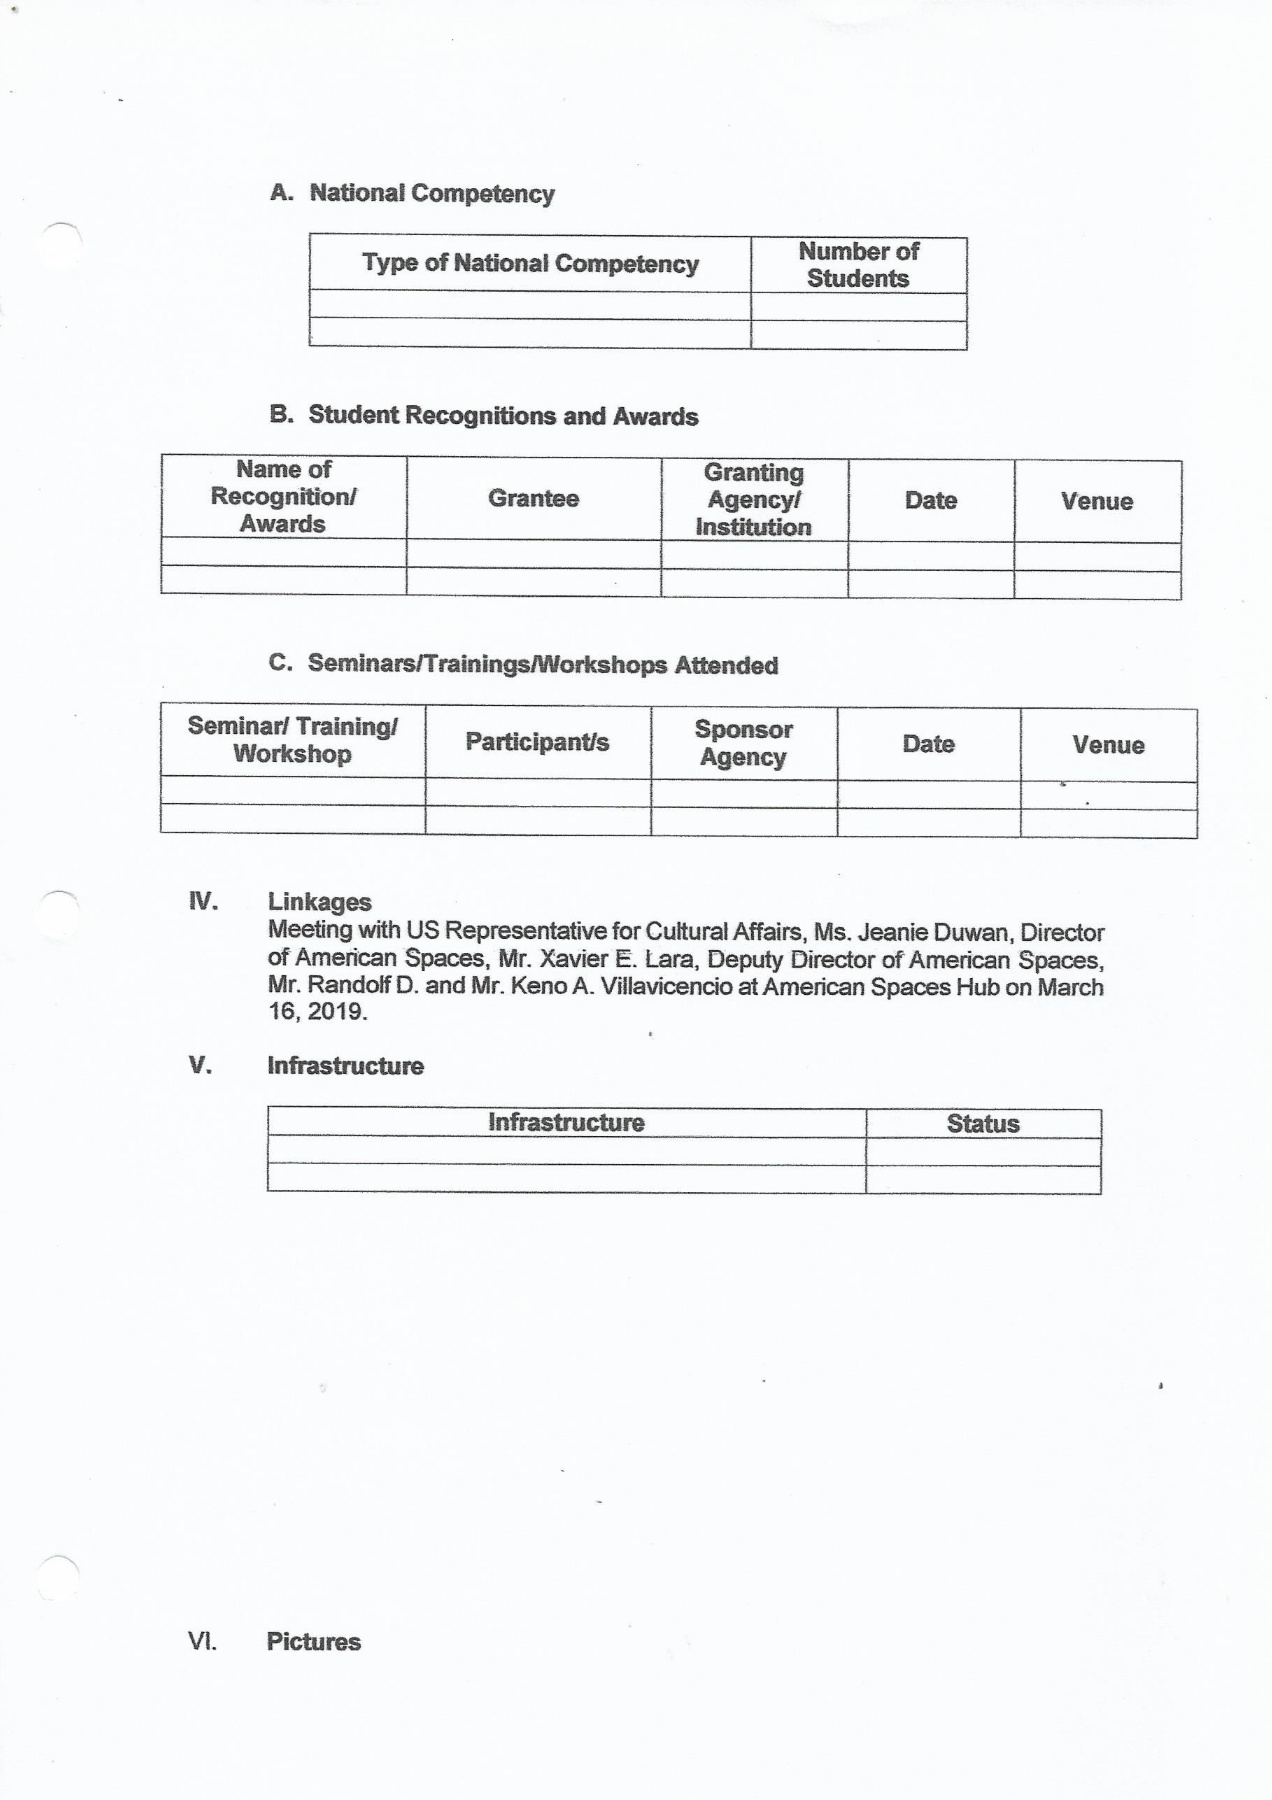 A. National Competency
Type of National Competency
Number of
Students
B. Student Recognitions and Awards
Name of
Recognition/
Awards
Grantee
Granting
Agency/
Institution
Date
Venue
C. Seminars/Trainings/Workshops Attended
Seminar/ Training/
Workshop
Participant/s
Sponsor
Agency
Date
Venue
IV. Linkages
Meeting with US Representative for Cultural Affairs, Ms. Jeanie Duwan, Director
of American Spaces, Mr. Xavier E. Lara, Deputy Director of American Spaces,
Mr. Randolf D. and Mr. Keno A. Villavicencio at American Spaces Hub on March
16, 2019.
V. Infrastructure
Infrastructure
Status
VI. Pictures